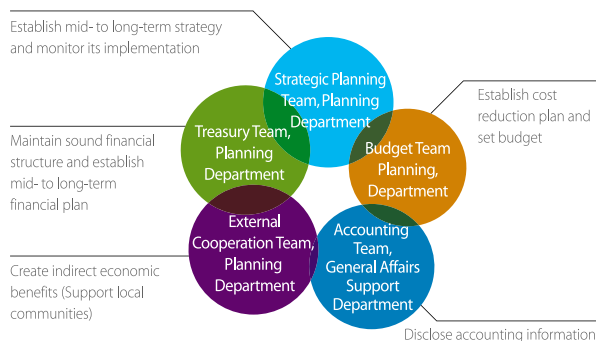 Establish mid- to long-term strategy
and monitor its implementation
Strategic Planning
Team, Planning
Department
Establish cost
reduction plan and
set budget
Treasury Team,
Planning
Department
Maintain sound financial
structure and establish
mid- to long-term
financial plan
Budget Team
Planning,
Department
External
Cooperation Team,
Planning
Department
Accounting
Team,
General Affairs
Support
Department
Create indirect economic
benefits (Support local
communities)
Disclose accounting information